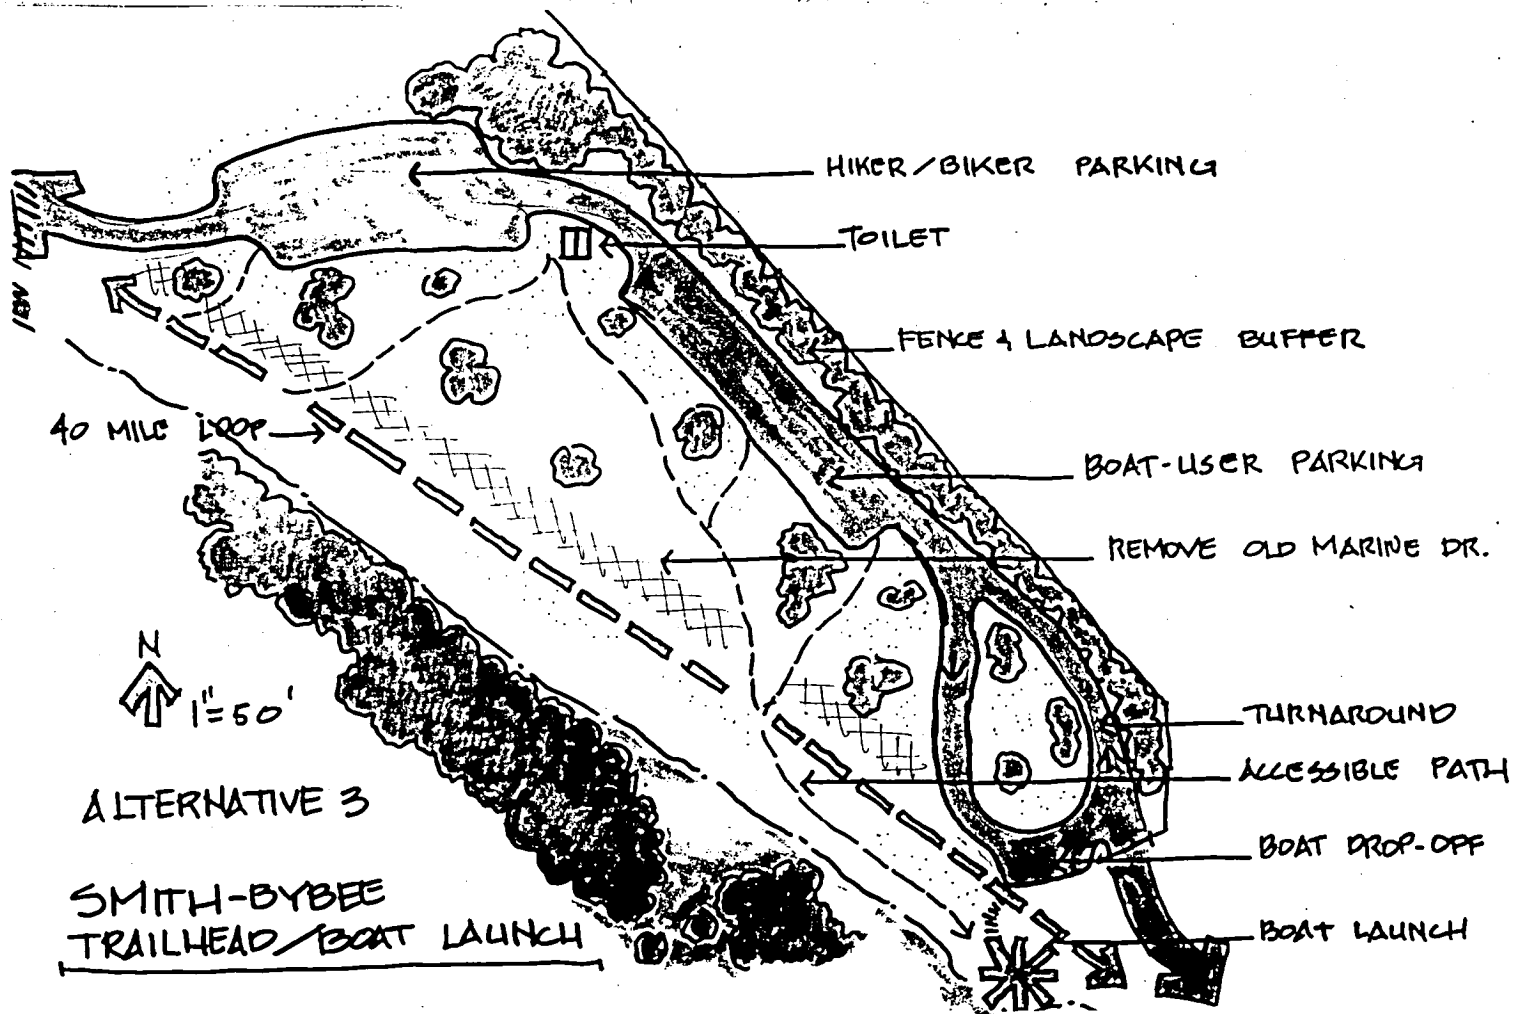 HIKER/BIKER PARKING
TOILET
FENCE & LANDSCAPE BUFFER
40 MILE LOOP
BOAT-USER PARKING
REMOVE OLD MARINE DR.
N
1"=50'
TURNAROUND
ACCESSIBLE PATH
ALTERNATIVE 3
BOAT DROP-OFF
SMITH-BYBEE
TRAILHEAD/BOAT LAUNCH
BOAT LAUNCH